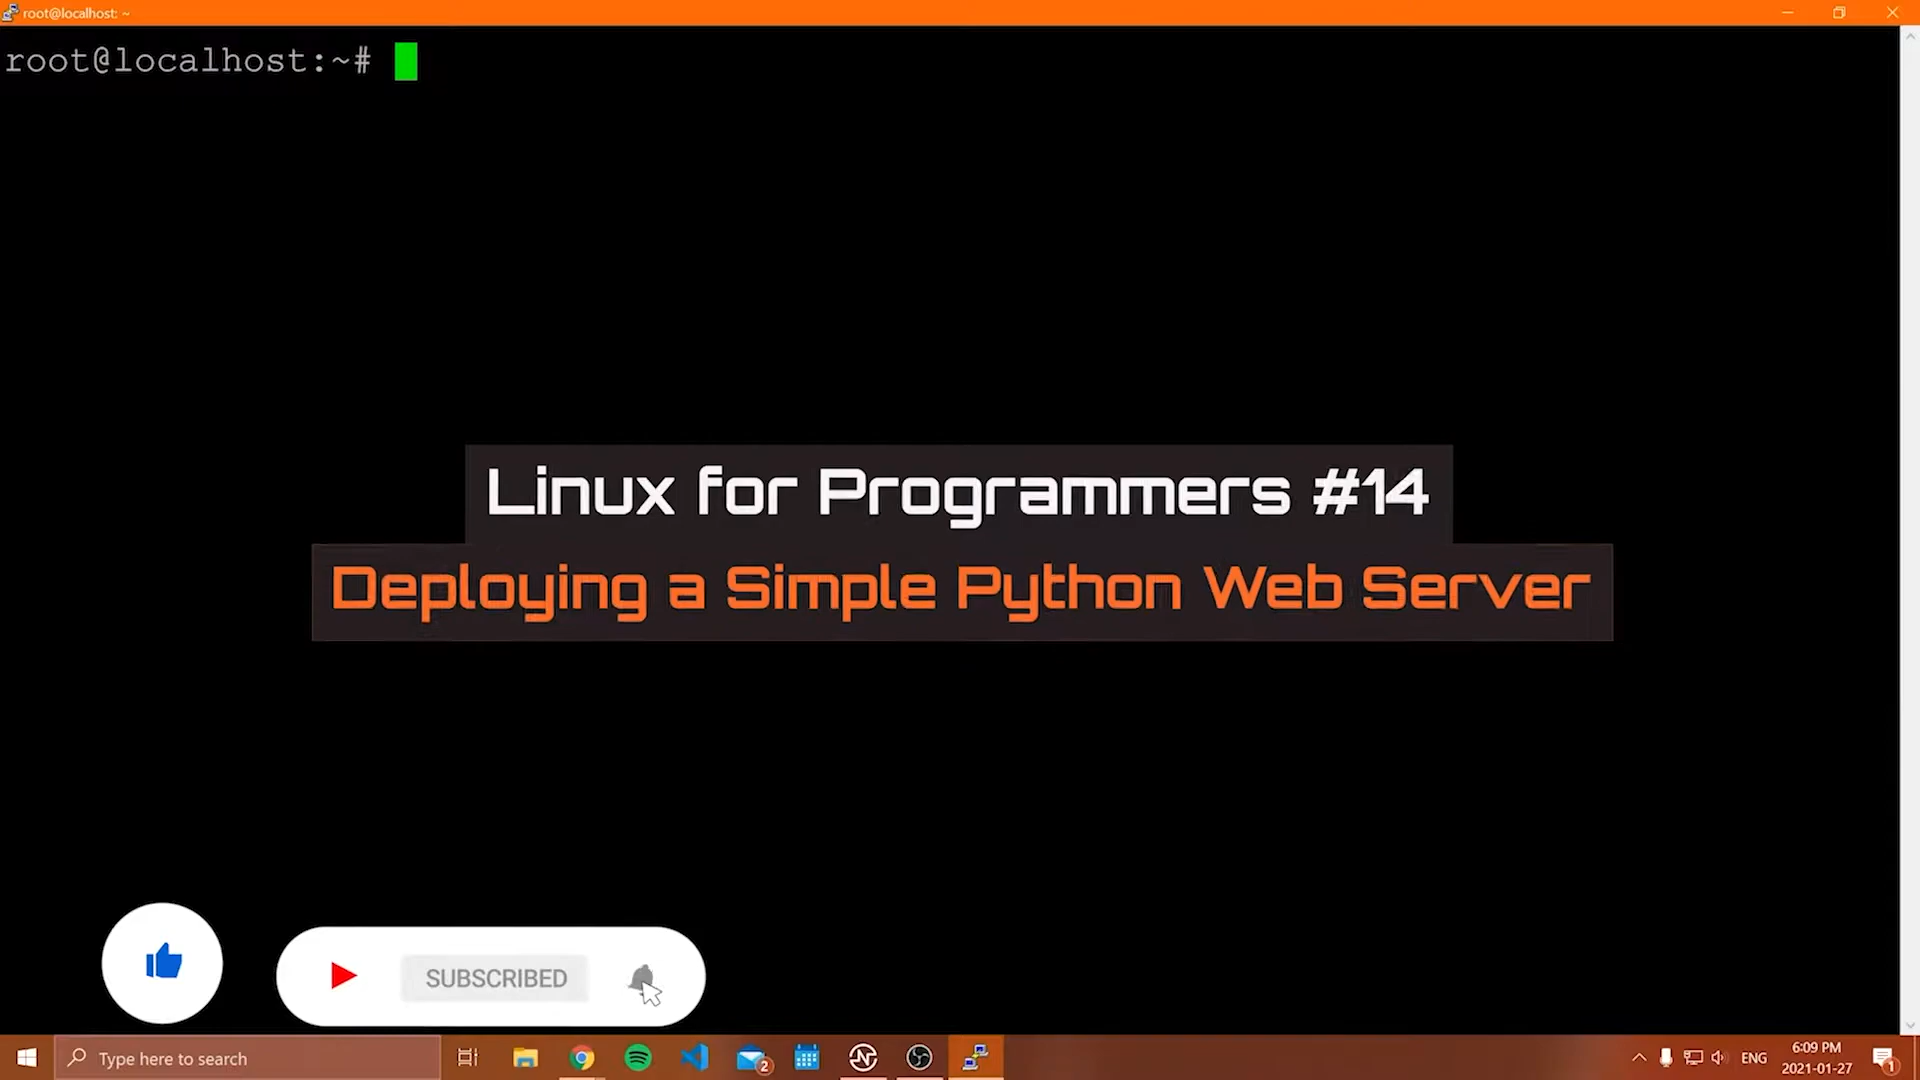 root@localhost: ~
root@localhost:~#
Linux for Programmers #14
Deploying a Simple Python Web Server
SUBSCRIBED
Type here to search
2
ENG
6:09 PM
2021-01-27
1